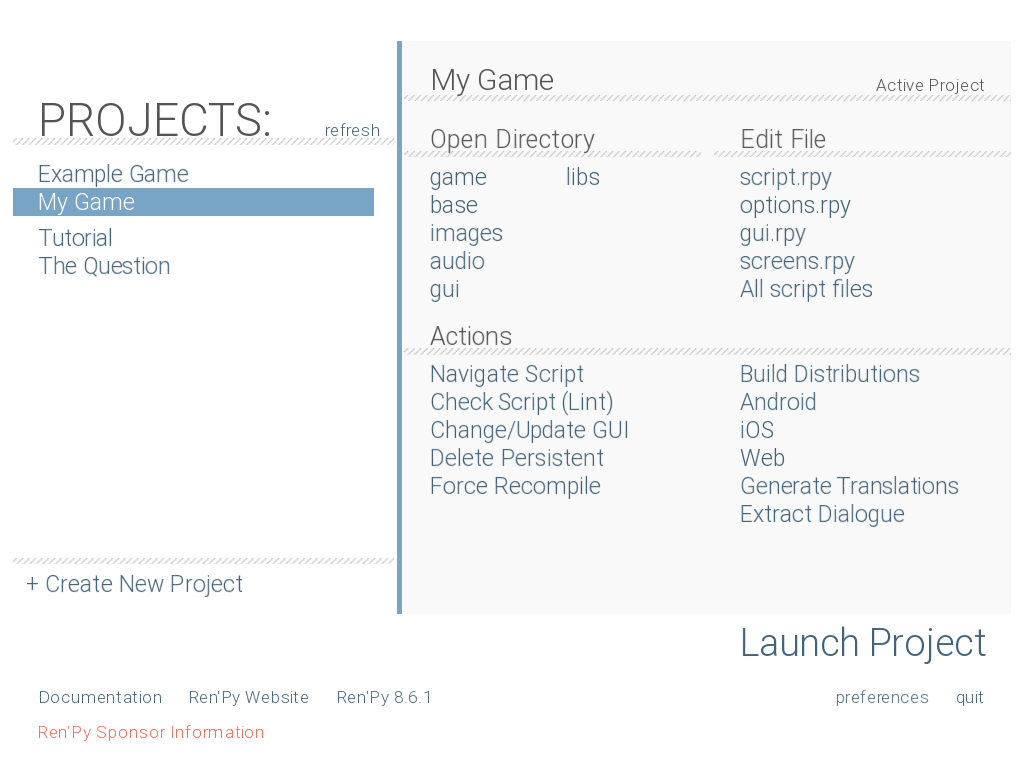 PROJECTS:
refresh
Example Game
My Game
Tutorial
The Question
+ Create New Project
My Game
Active Project
Open Directory
game libs
base
images
audio
gui
Edit File
script.rpy
options.rpy
gui.rpy
screens.rpy
All script files
Actions
Navigate Script
Check Script (Lint)
Change/Update GUI
Delete Persistent
Force Recompile
Build Distributions
Android
iOS
Web
Generate Translations
Extract Dialogue
Launch Project
Documentation Ren'Py Website Ren'Py 8.6.1
preferences quit
Ren'Py Sponsor Information